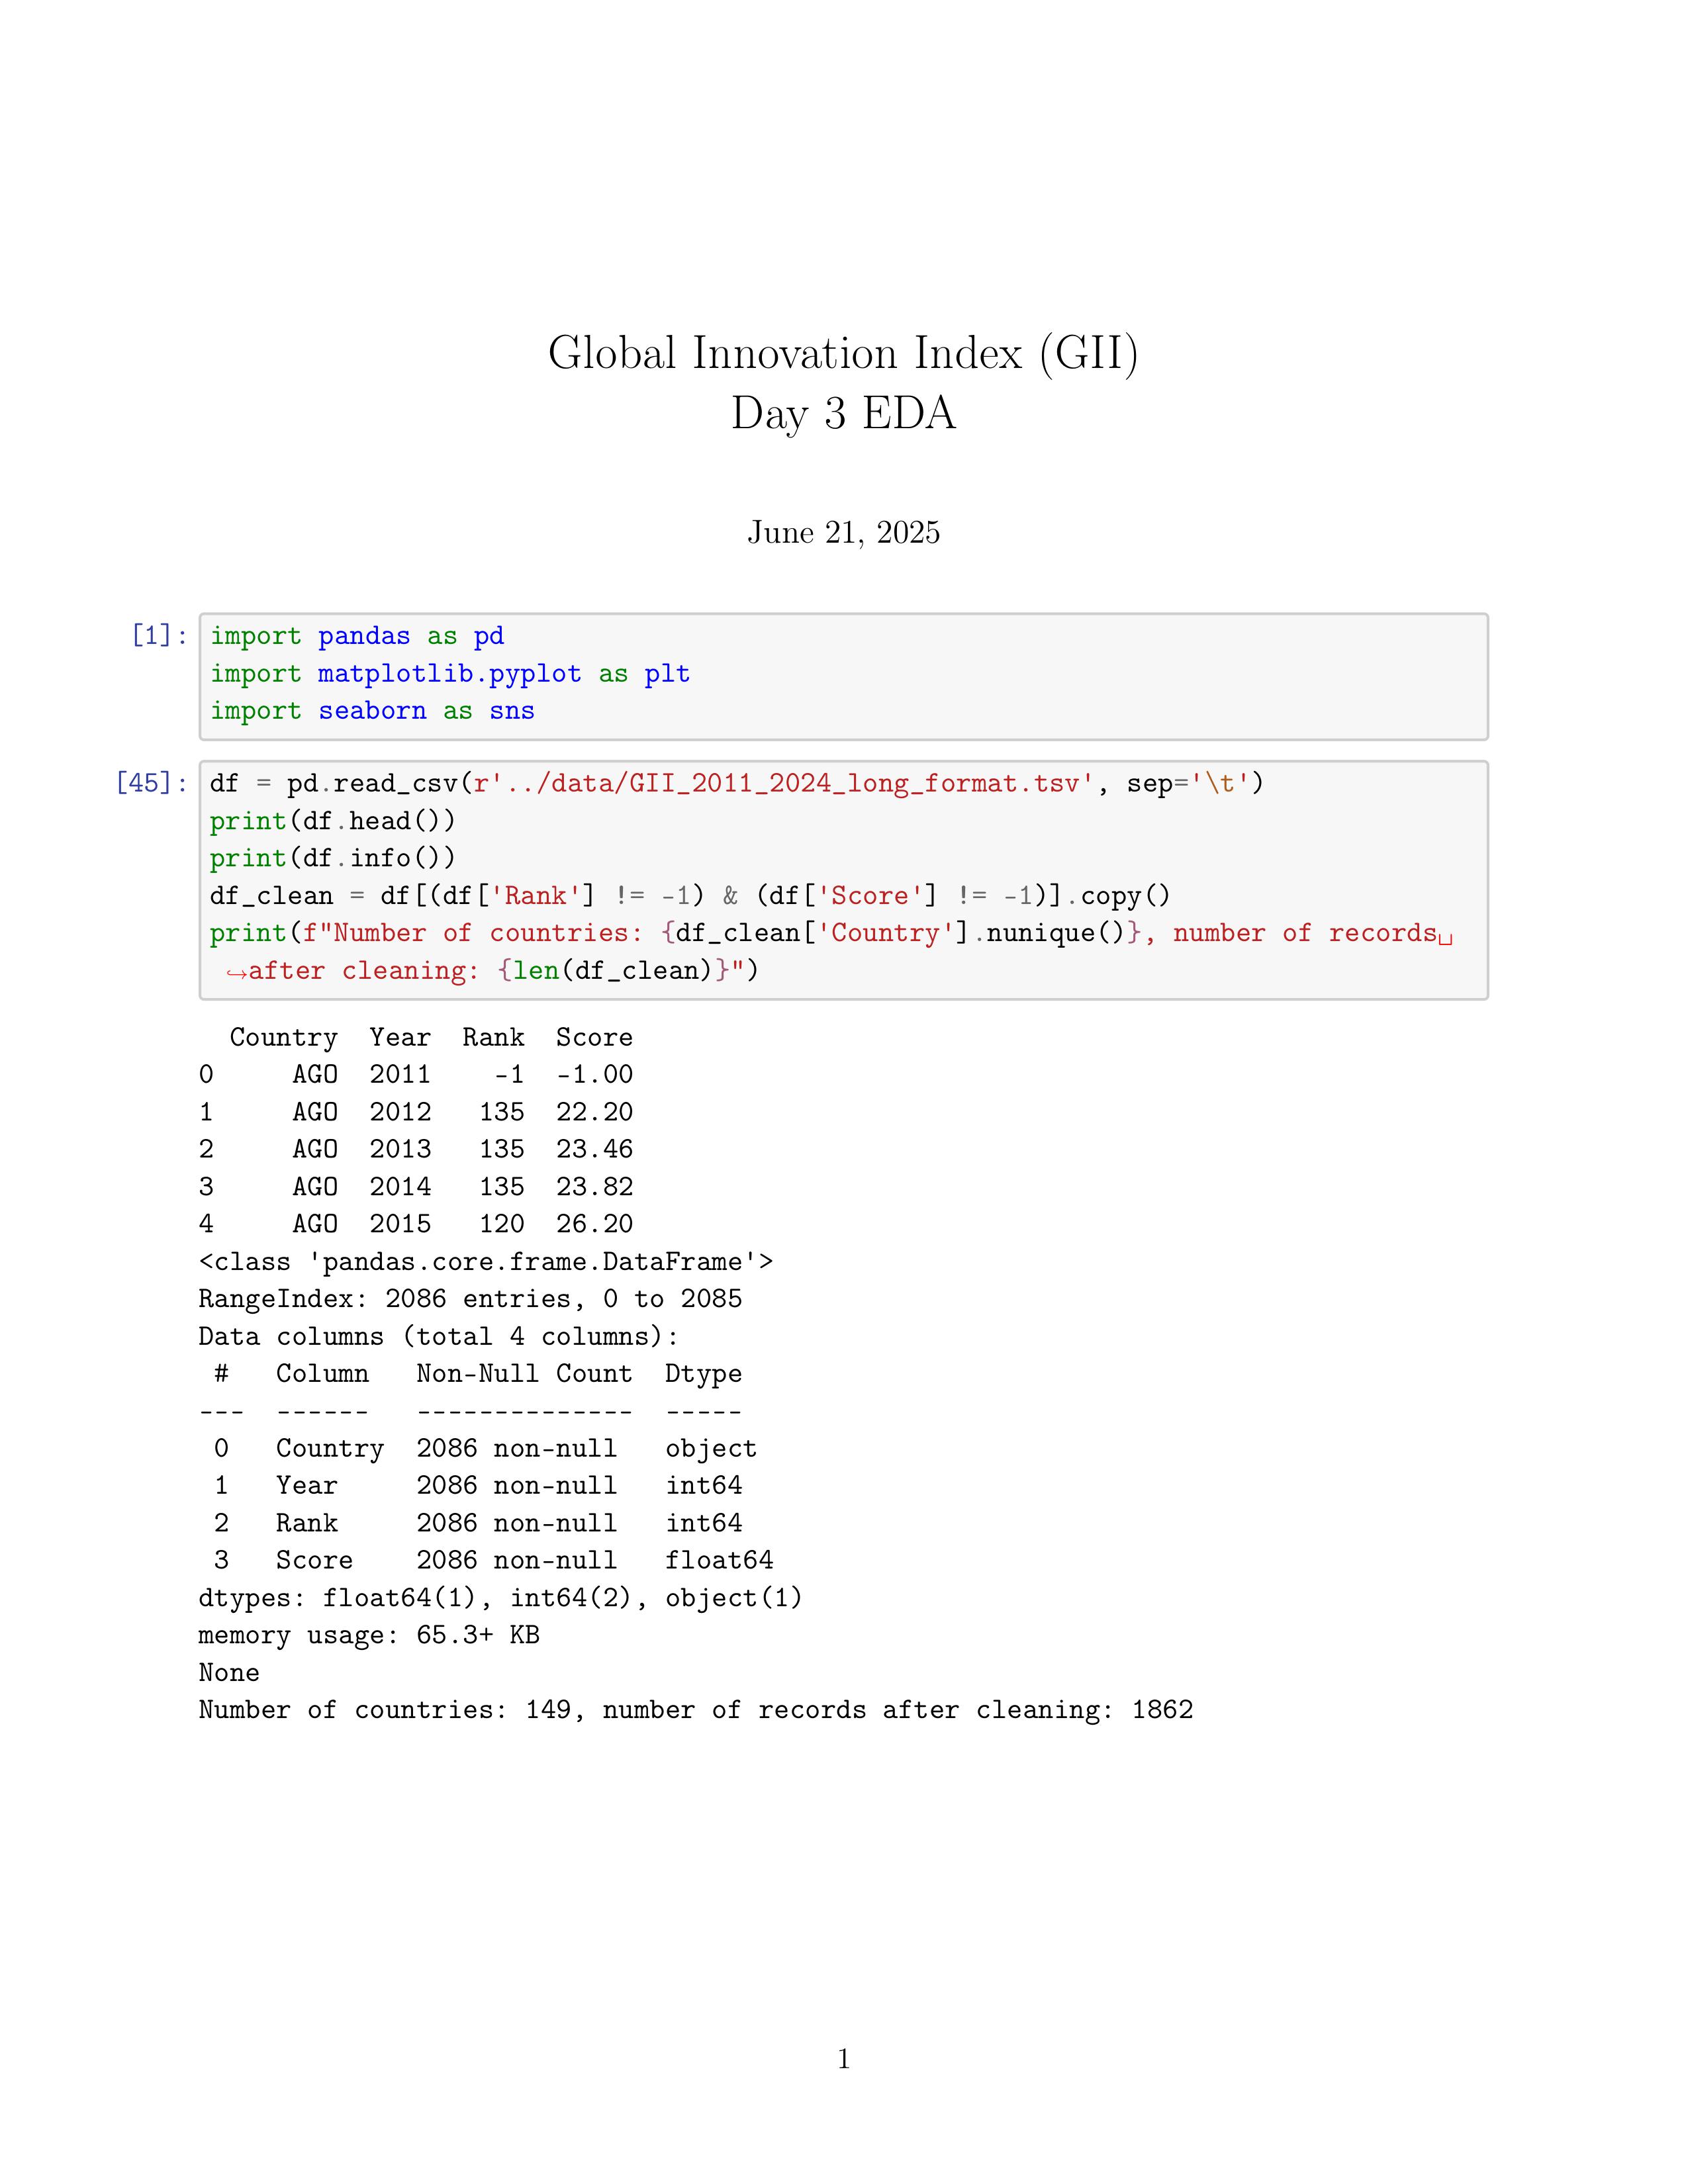 Global Innovation Index (GII)
Day 3 EDA
June 21, 2025
[1]: import pandas as pd
import matplotlib.pyplot as plt
import seaborn as sns
[45]: df = pd.read_csv(r'../data/GII_2011_2024_long_format.tsv', sep='\t')
print(df.head())
print(df.info())
df_clean = df[(df['Rank'] != -1) & (df['Score'] != -1)].copy()
print(f"Number of countries: {df_clean['Country'].nunique()}, number of records␣
↪after cleaning: {len(df_clean)}")
  Country  Year  Rank  Score
0     AGO  2011    -1  -1.00
1     AGO  2012   135  22.20
2     AGO  2013   135  23.46
3     AGO  2014   135  23.82
4     AGO  2015   120  26.20
<class 'pandas.core.frame.DataFrame'>
RangeIndex: 2086 entries, 0 to 2085
Data columns (total 4 columns):
 #   Column   Non-Null Count  Dtype
---  ------   --------------  -----
 0   Country  2086 non-null   object
 1   Year     2086 non-null   int64
 2   Rank     2086 non-null   int64
 3   Score    2086 non-null   float64
dtypes: float64(1), int64(2), object(1)
memory usage: 65.3+ KB
None
Number of countries: 149, number of records after cleaning: 1862
1